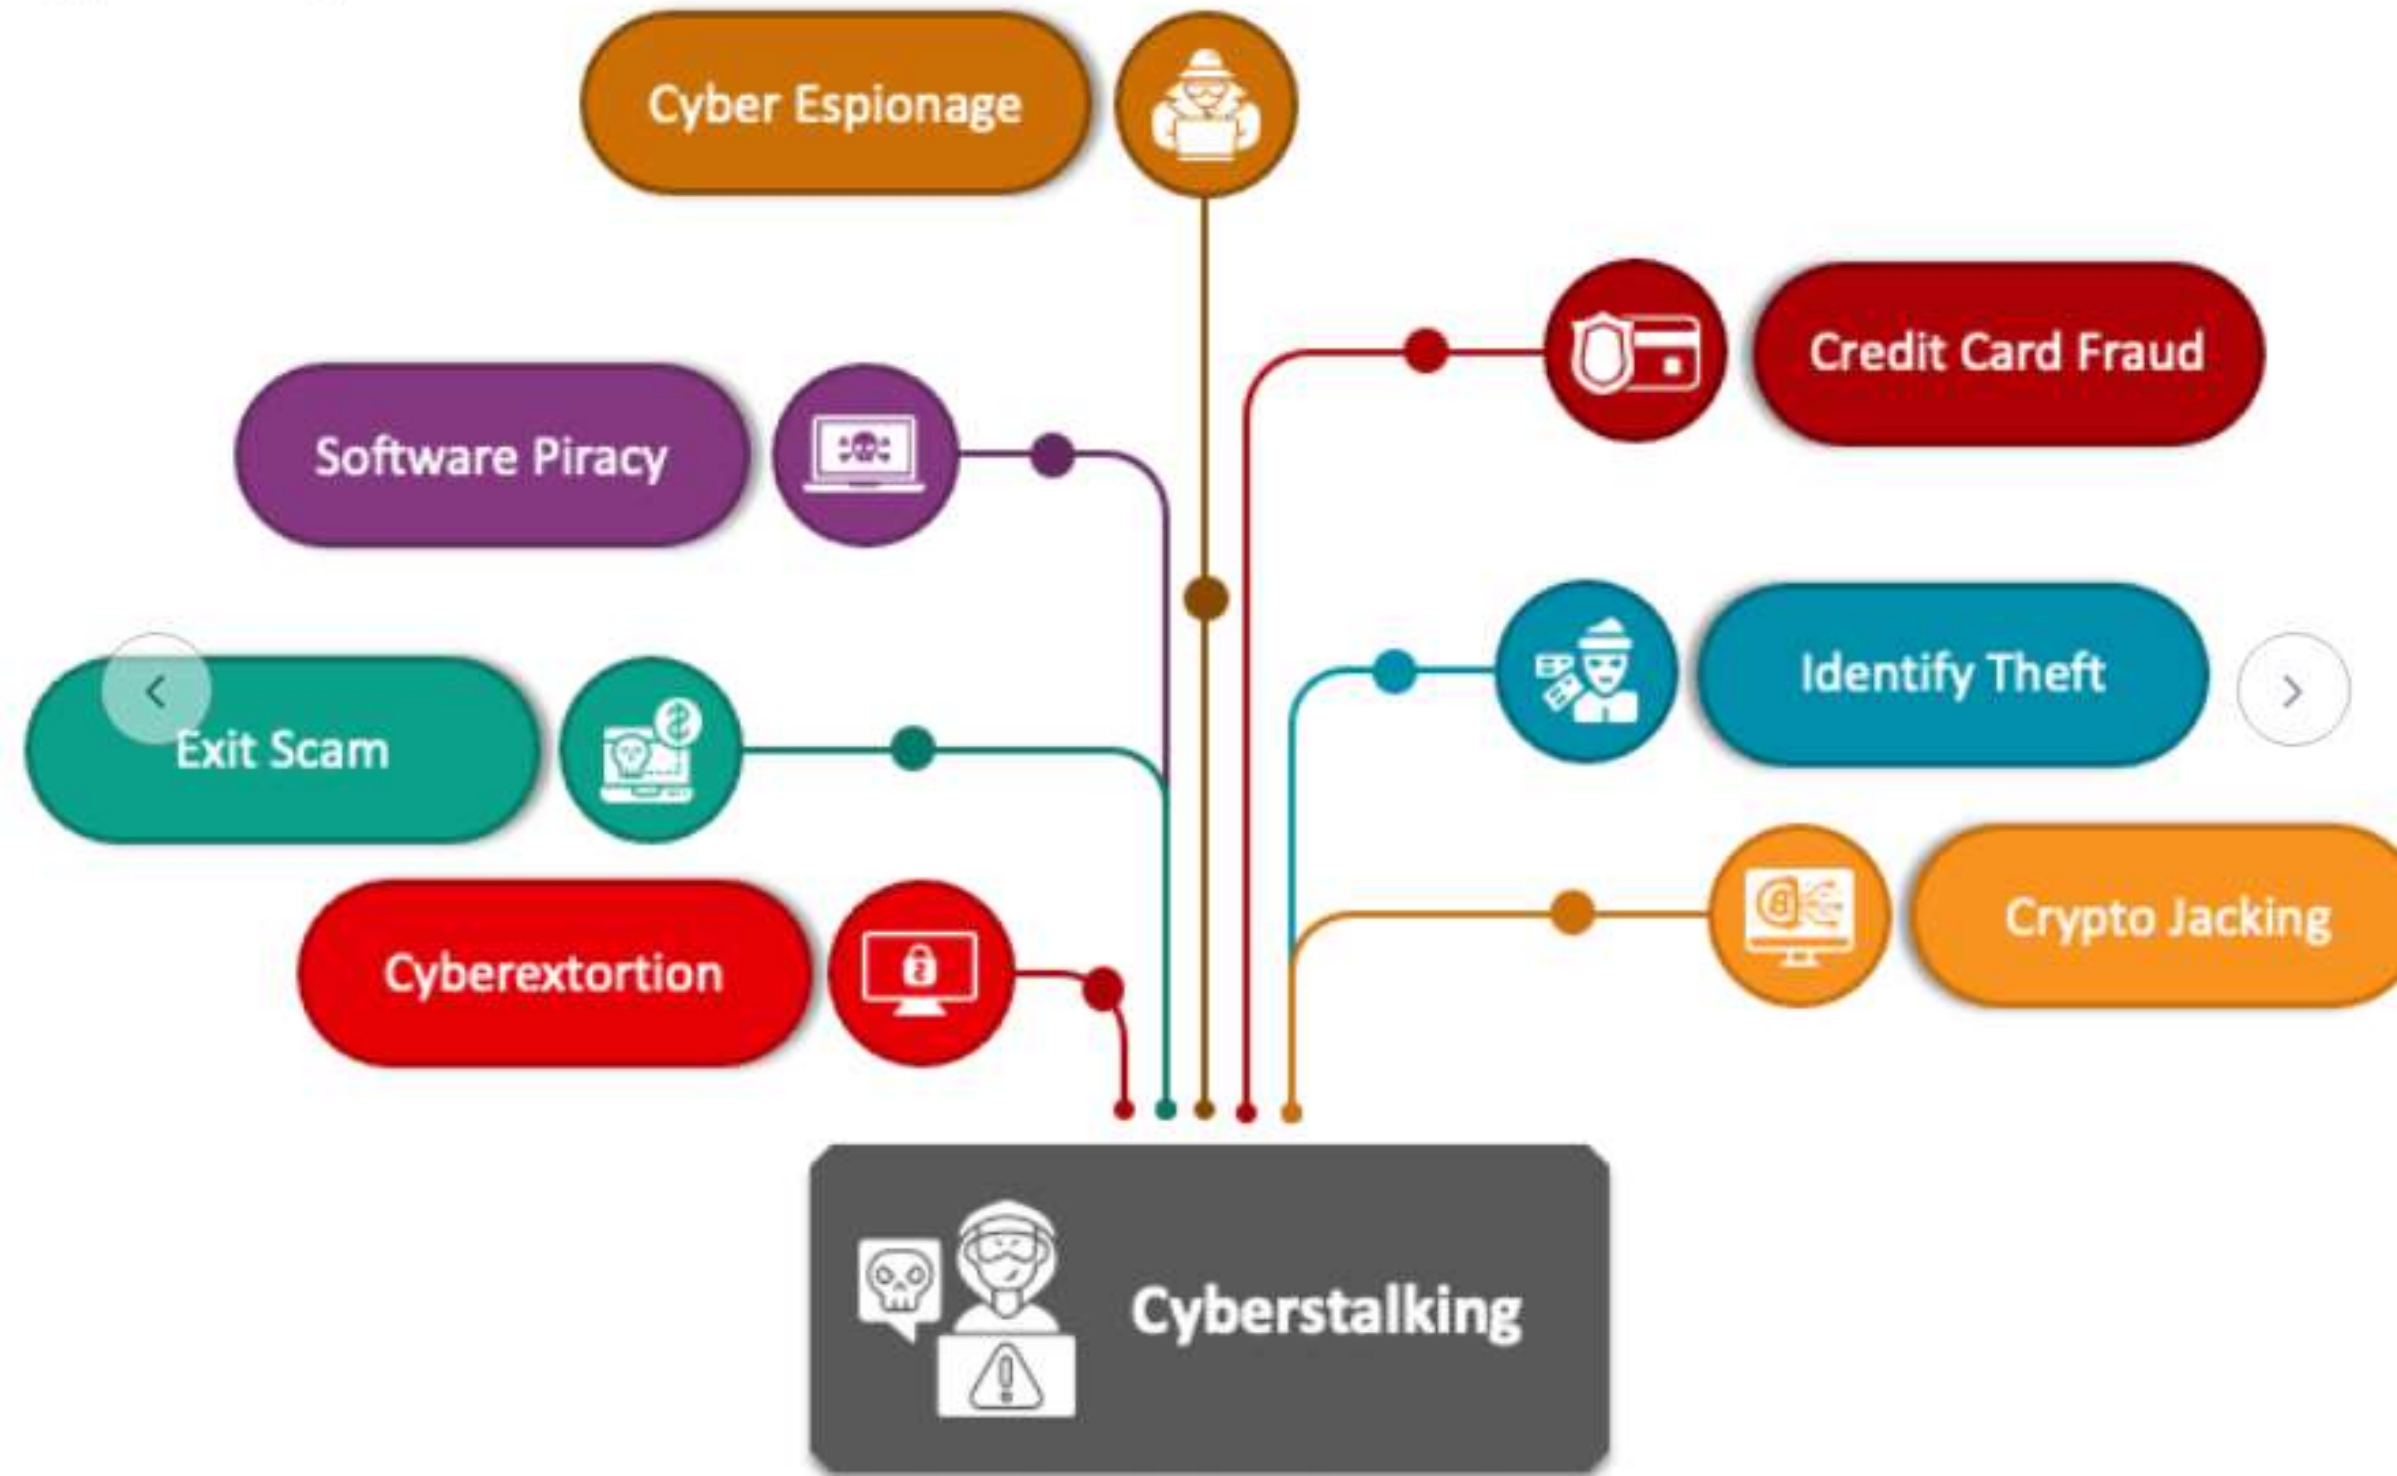 Cyber Espionage
Credit Card Fraud
Software Piracy
Identify Theft
Exit Scam
Crypto Jacking
Cyberextortion
Cyberstalking